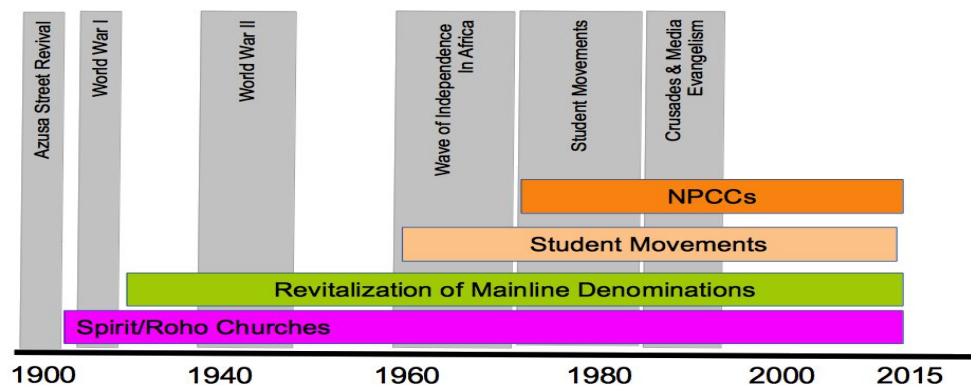 Azusa Street Revival
World War I
World War II
Wave of Independence
In Africa
Student Movements
Crusades & Media
Evangelism
NPCCs
Student Movements
Revitalization of Mainline Denominations
Spirit/Roho Churches
1900 1940 1960 1980 2000 2015